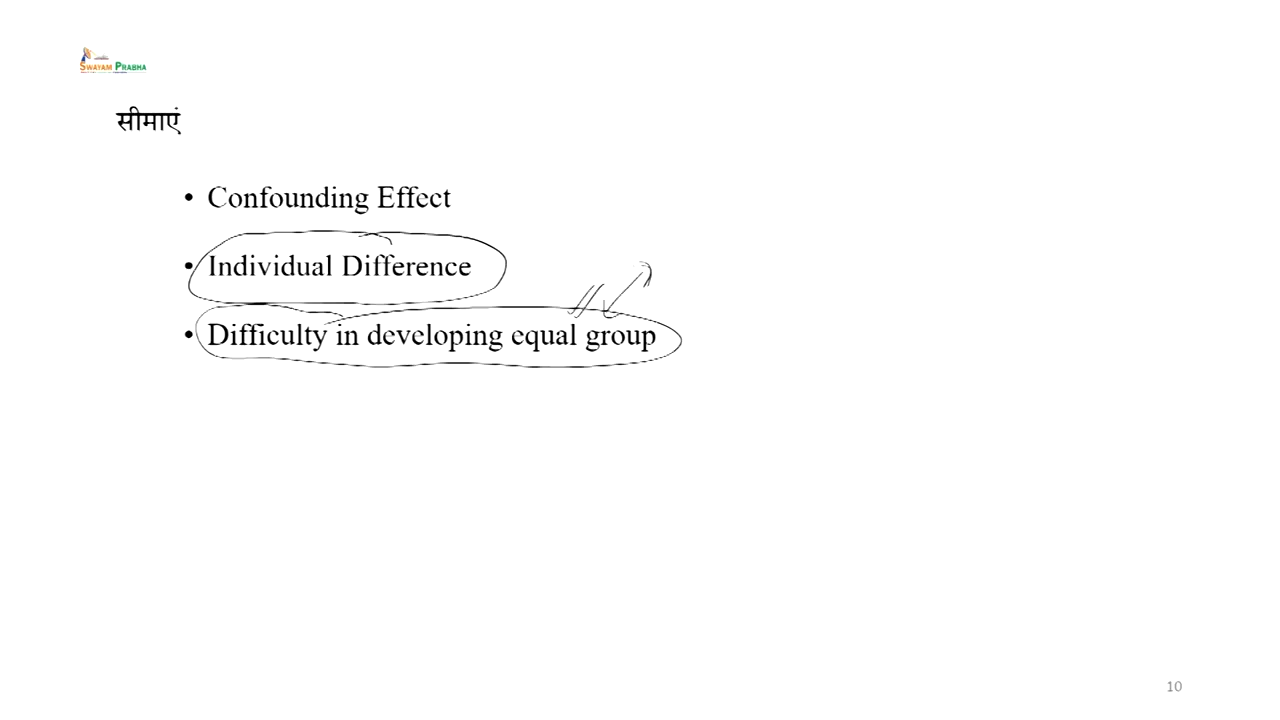 SWAYAM PRABHA
सीमाएं
• Confounding Effect
• Individual Difference
• Difficulty in developing equal group
10